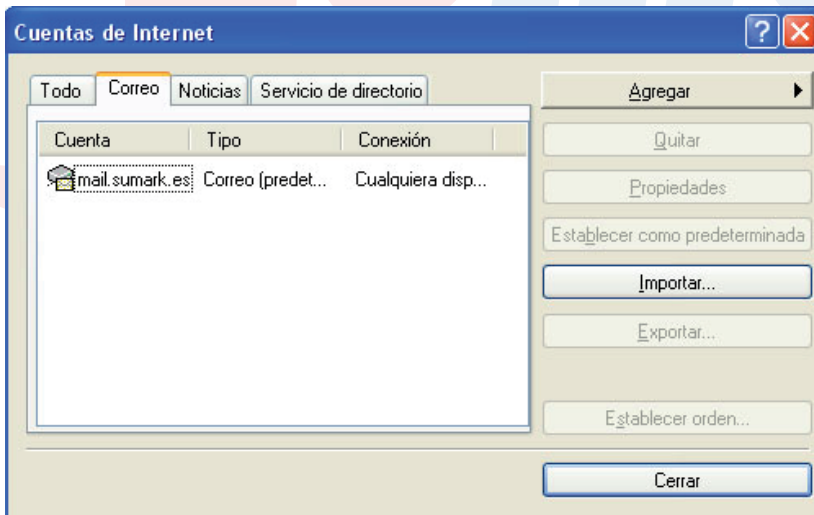 Cuentas de Internet
Todo Correo Noticias Servicio de directorio
Cuenta Tipo Conexión
mail.sumark.es Correo (predet... Cualquiera disp...
Agregar
Quitar
Propiedades
Establecer como predeterminada
Importar...
Exportar...
Establecer orden...
Cerrar